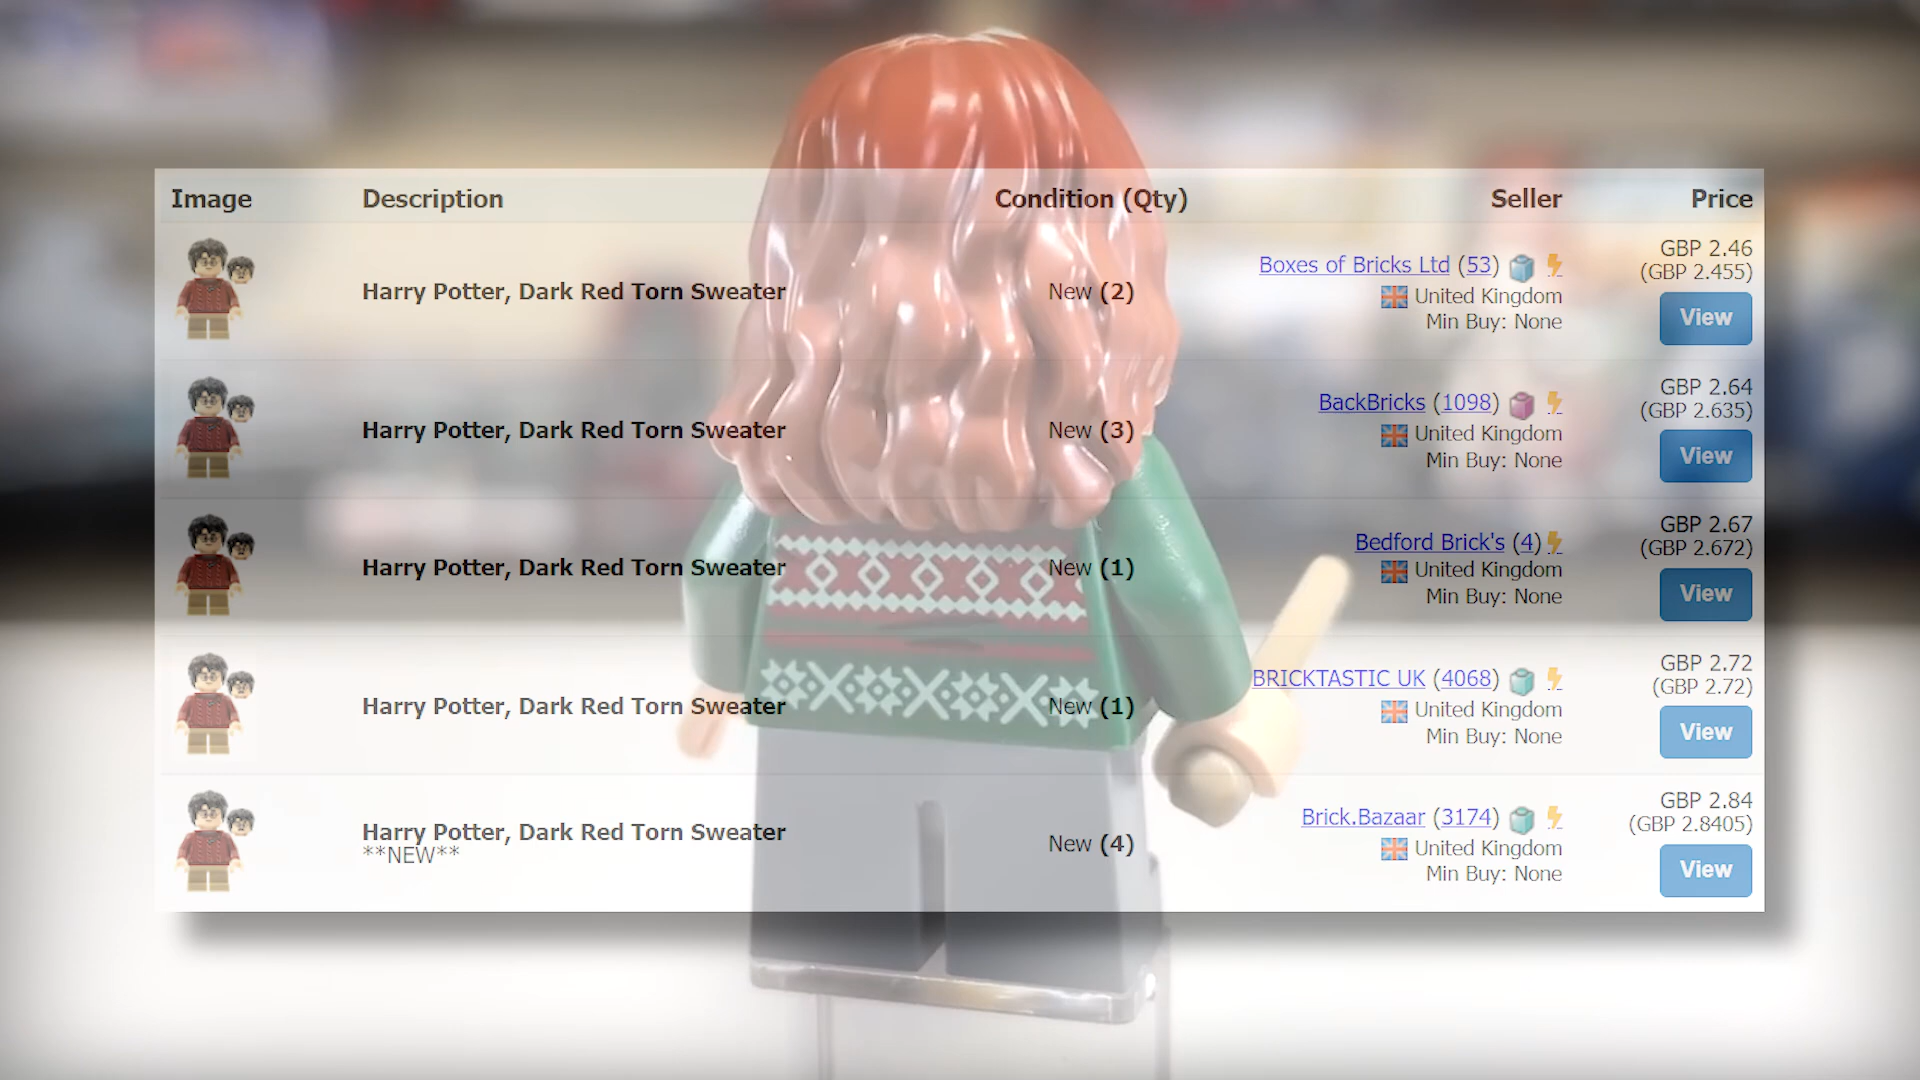 Image Description Condition (Qty) Seller Price
Harry Potter, Dark Red Torn Sweater
New (2)
Boxes of Bricks Ltd (53)
United Kingdom
Min Buy: None
GBP 2.46
(GBP 2.455)
View
Harry Potter, Dark Red Torn Sweater
New (3)
BackBricks (1098)
United Kingdom
Min Buy: None
GBP 2.64
(GBP 2.635)
View
Harry Potter, Dark Red Torn Sweater
New (1)
Bedford Brick's (4)
United Kingdom
Min Buy: None
GBP 2.67
(GBP 2.672)
View
Harry Potter, Dark Red Torn Sweater
New (1)
BRICKTASTIC UK (4068)
United Kingdom
Min Buy: None
GBP 2.72
(GBP 2.72)
View
Harry Potter, Dark Red Torn Sweater
**NEW**
New (4)
Brick.Bazaar (3174)
United Kingdom
Min Buy: None
GBP 2.84
(GBP 2.8405)
View